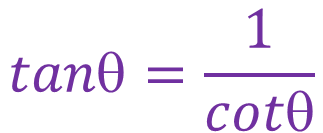 tanθ = 1/cotθ